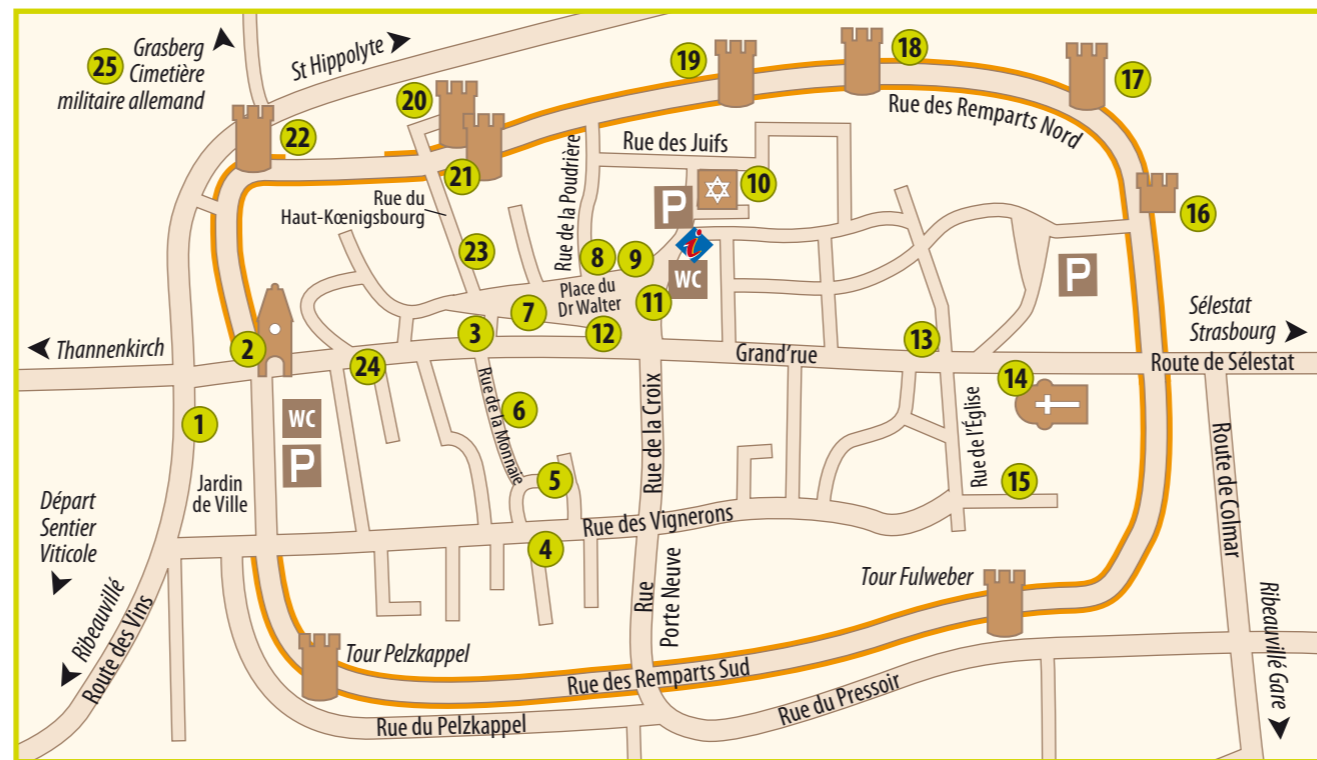 25
Grasberg
Cimetière
militaire allemand
St Hippolyte
22
20
21
19
18
17
16
Rue des Remparts Nord
Rue des Juifs
Rue de la Poudrière
10
P
i
WC
Rue du
Haut-Kœnigsbourg
23
8
9
Place du
Dr Walter
11
7
3
12
13
P
Sélestat
Strasbourg
Thannenkirch
2
24
Grand'rue
Route de Sélestat
14
1
WC
P
Rue de la Monnaie
6
Rue de la Croix
Rue de l'Église
Route de Colmar
5
15
Jardin
de Ville
Départ
Sentier
Viticole
Rue des Vignerons
4
Ribeauvillé
Route des Vins
Rue
Porte Neuve
Tour Fulweber
Tour Pelzkappel
Rue des Remparts Sud
Rue du Pelzkappel
Rue du Pressoir
Ribeauvillé Gare